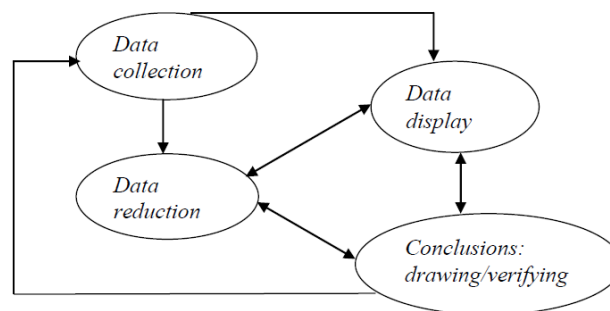 Data
collection
Data
display
Data
reduction
Conclusions:
drawing/verifying